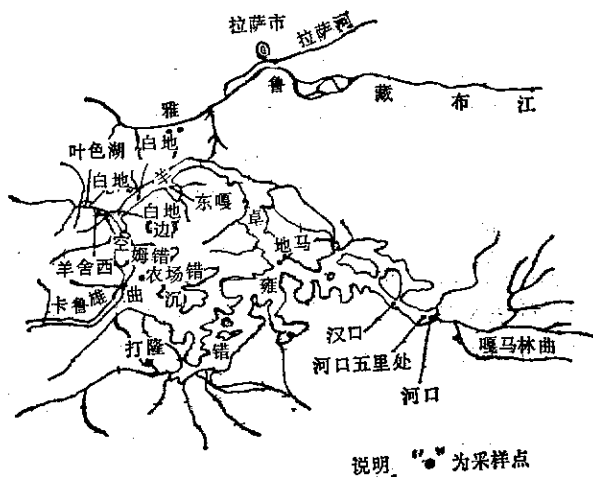 拉萨市
拉萨河
雅 鲁 藏 布 江
叶色湖
白地
白地
白地
〔边〕
东嘎
羊
卓
雍
错
地马
羊舍西
空
姆错
农场错
沉
卡鲁雄曲
打隆
汉口
河口五里处
河口
嘎马林曲
说明 “●”为采样点